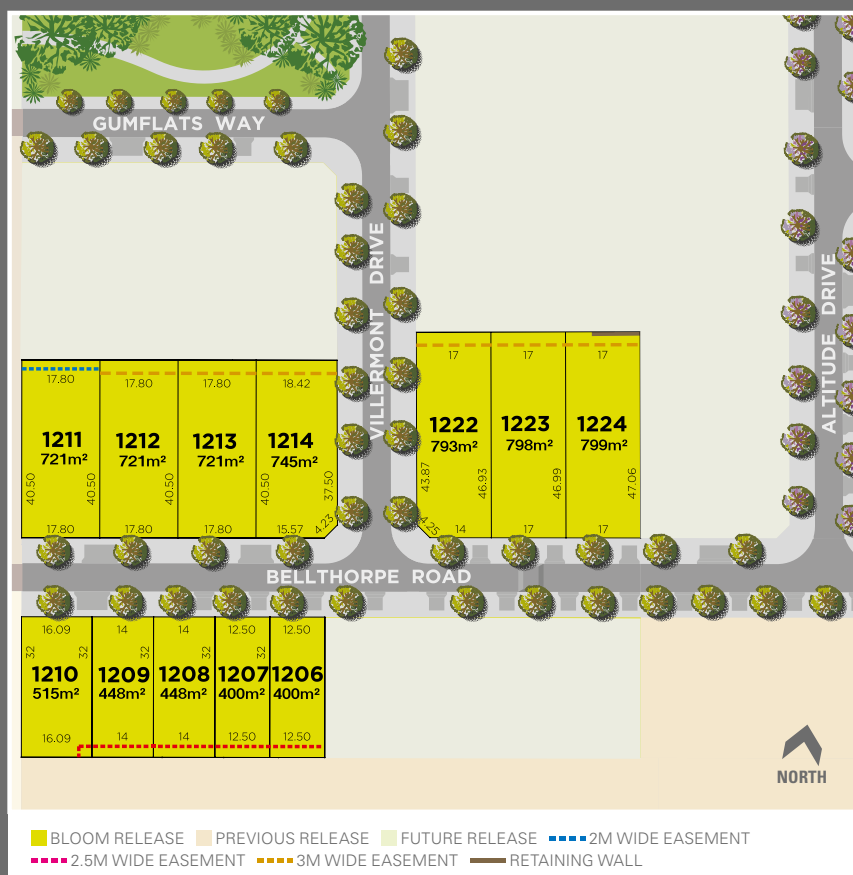 GUMFLATS WAY
VILLERMONT DRIVE
ALTITUDE DRIVE
17 17 17
17.80 17.80 17.80 18.42
1222 1223 1224
793m² 798m² 799m²
1211 1212 1213 1214
721m² 721m² 721m² 745m²
43.87 46.93 46.99 47.06
40.50 40.50 40.50 40.50 37.50
17.80 17.80 17.80 15.57 4.23
4.25 14 17 17
BELLTHORPE ROAD
16.09 14 14 12.50 12.50
32 32 32 32 32
1210 1209 1208 1207 1206
515m² 448m² 448m² 400m² 400m²
16.09 14 14 12.50 12.50
NORTH
BLOOM RELEASE PREVIOUS RELEASE FUTURE RELEASE 2M WIDE EASEMENT
2.5M WIDE EASEMENT 3M WIDE EASEMENT RETAINING WALL